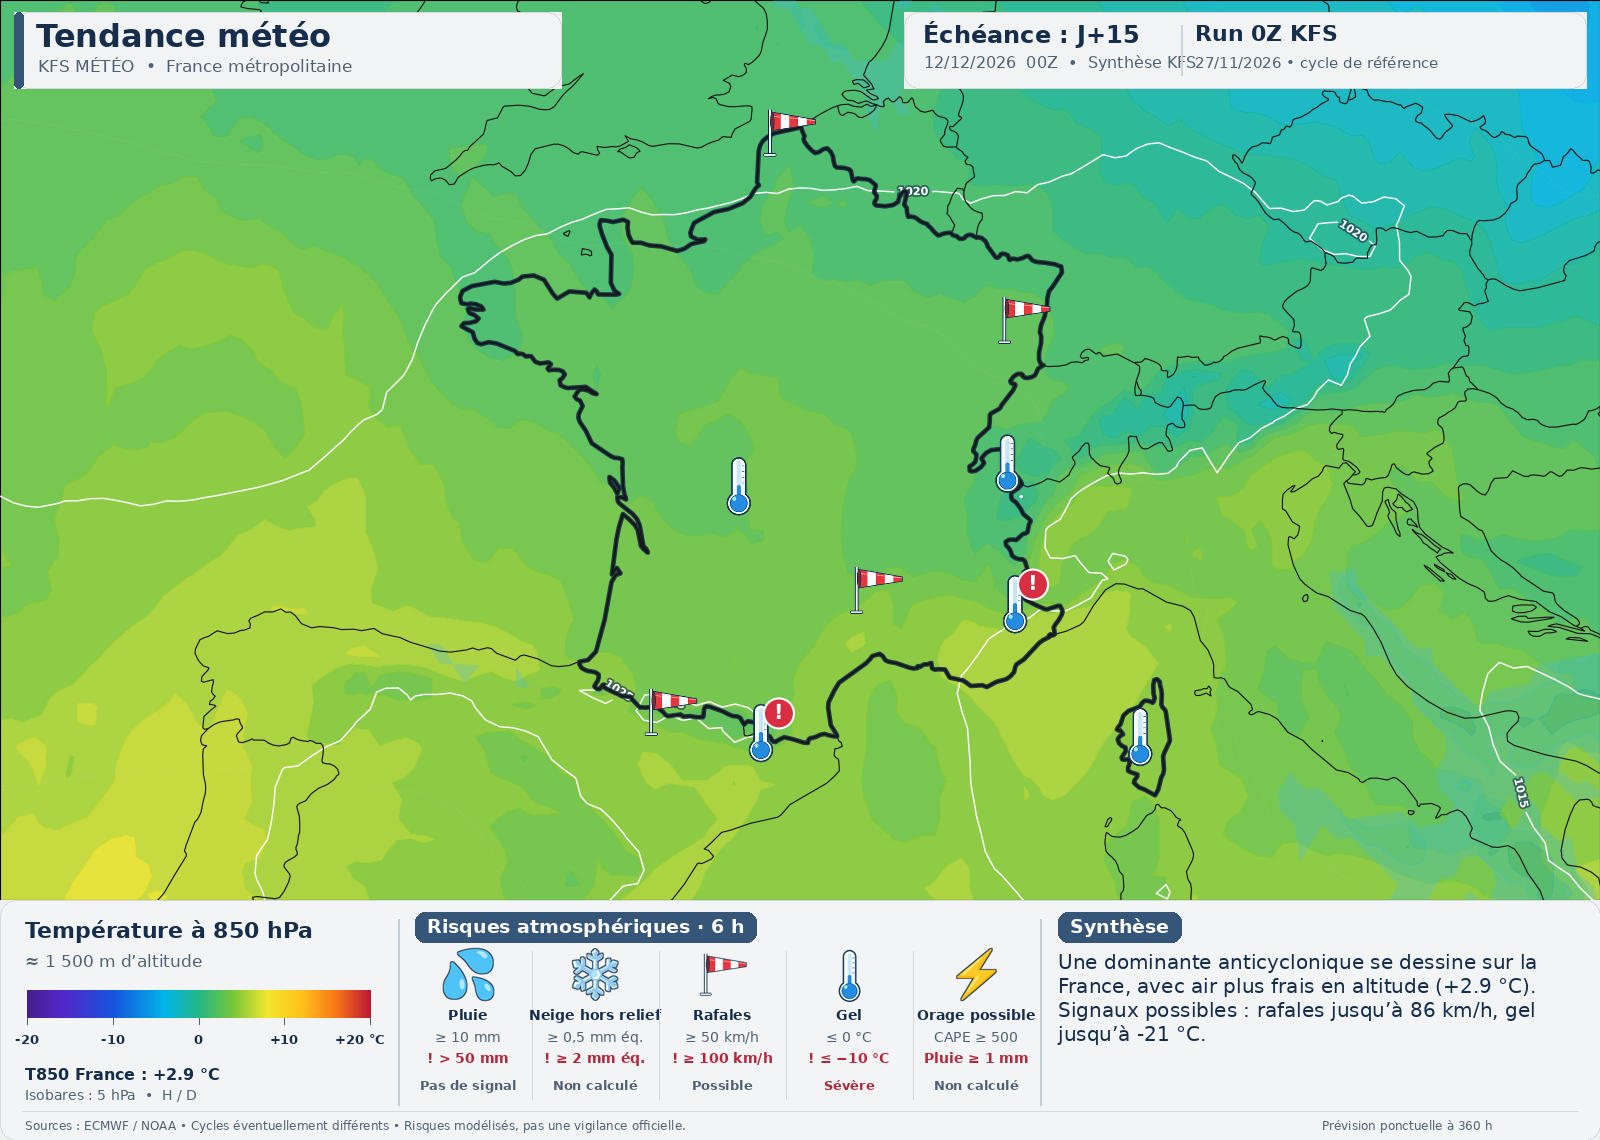 Tendance météo
KFS MÉTÉO • France métropolitaine
Échéance : J+15
12/12/2026 00Z • Synthèse KFS
Run 0Z KFS
27/11/2026 • cycle de référence
1020
1020
1025
1015
!
!
Température à 850 hPa
≈ 1 500 m d’altitude
-20 -10 0 +10 +20 °C
T850 France : +2.9 °C
Isobares : 5 hPa • H / D
Risques atmosphériques · 6 h
Pluie
≥ 10 mm
! > 50 mm
Pas de signal
Neige hors relief
≥ 0,5 mm éq.
! ≥ 2 mm éq.
Non calculé
Rafales
≥ 50 km/h
! ≥ 100 km/h
Possible
Gel
≤ 0 °C
! ≤ −10 °C
Sévère
Orage possible
CAPE ≥ 500
Pluie ≥ 1 mm
Non calculé
Synthèse
Une dominante anticyclonique se dessine sur la
France, avec air plus frais en altitude (+2.9 °C).
Signaux possibles : rafales jusqu’à 86 km/h, gel
jusqu’à -21 °C.
Sources : ECMWF / NOAA • Cycles éventuellement différents • Risques modélisés, pas une vigilance officielle.
Prévision ponctuelle à 360 h